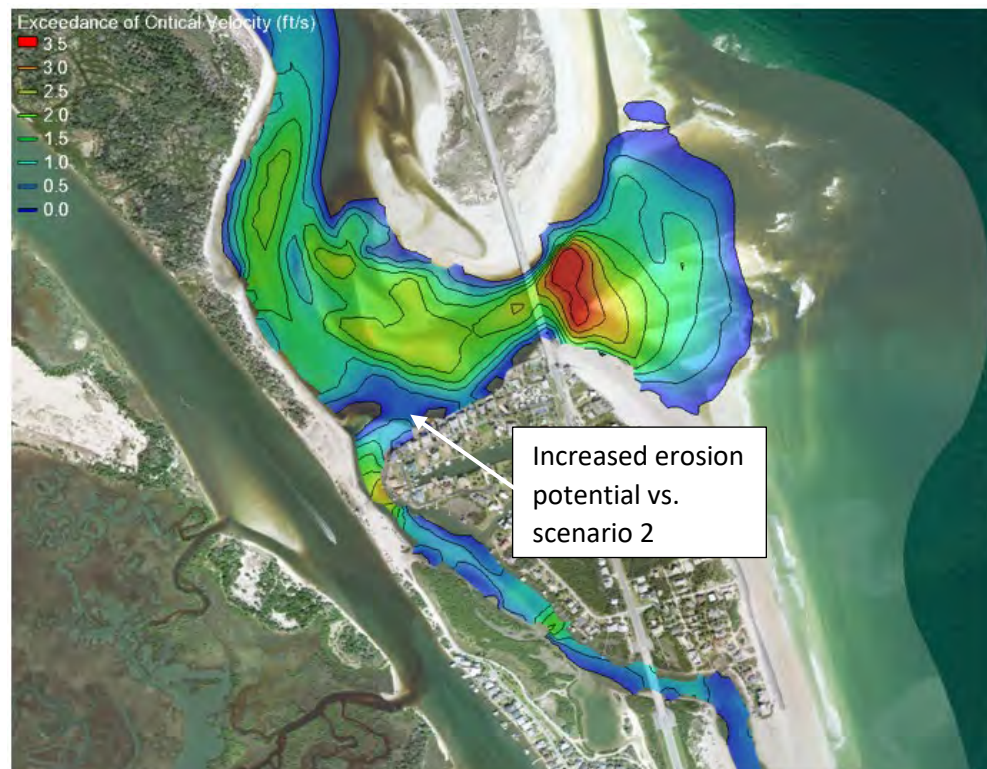 Exceedance of Critical Velocity (ft/s)
3.5
3.0
2.5
2.0
1.5
1.0
0.5
0.0
Increased erosion
potential vs.
scenario 2